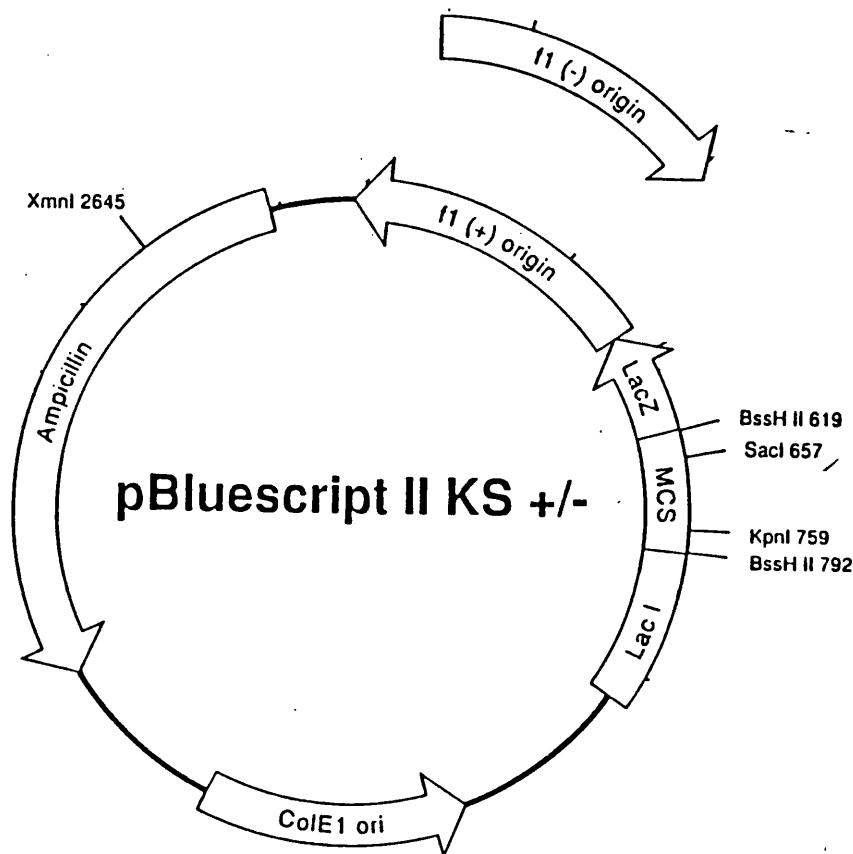 f1 (-) origin
XmnI 2645
f1 (+) origin
Ampicillin
LacZ
BssH II 619
SacI 657
pBluescript II KS +/-
MCS
KpnI 759
BssH II 792
Lac I
ColE1 ori